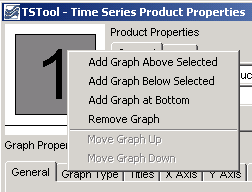 TSTool - Time Series Product Properties
Product Properties
1
Add Graph Above Selected
Add Graph Below Selected
Add Graph at Bottom
Remove Graph
Move Graph Up
Move Graph Down
Graph Proper
General Graph Type Titles X Axis Y Axis